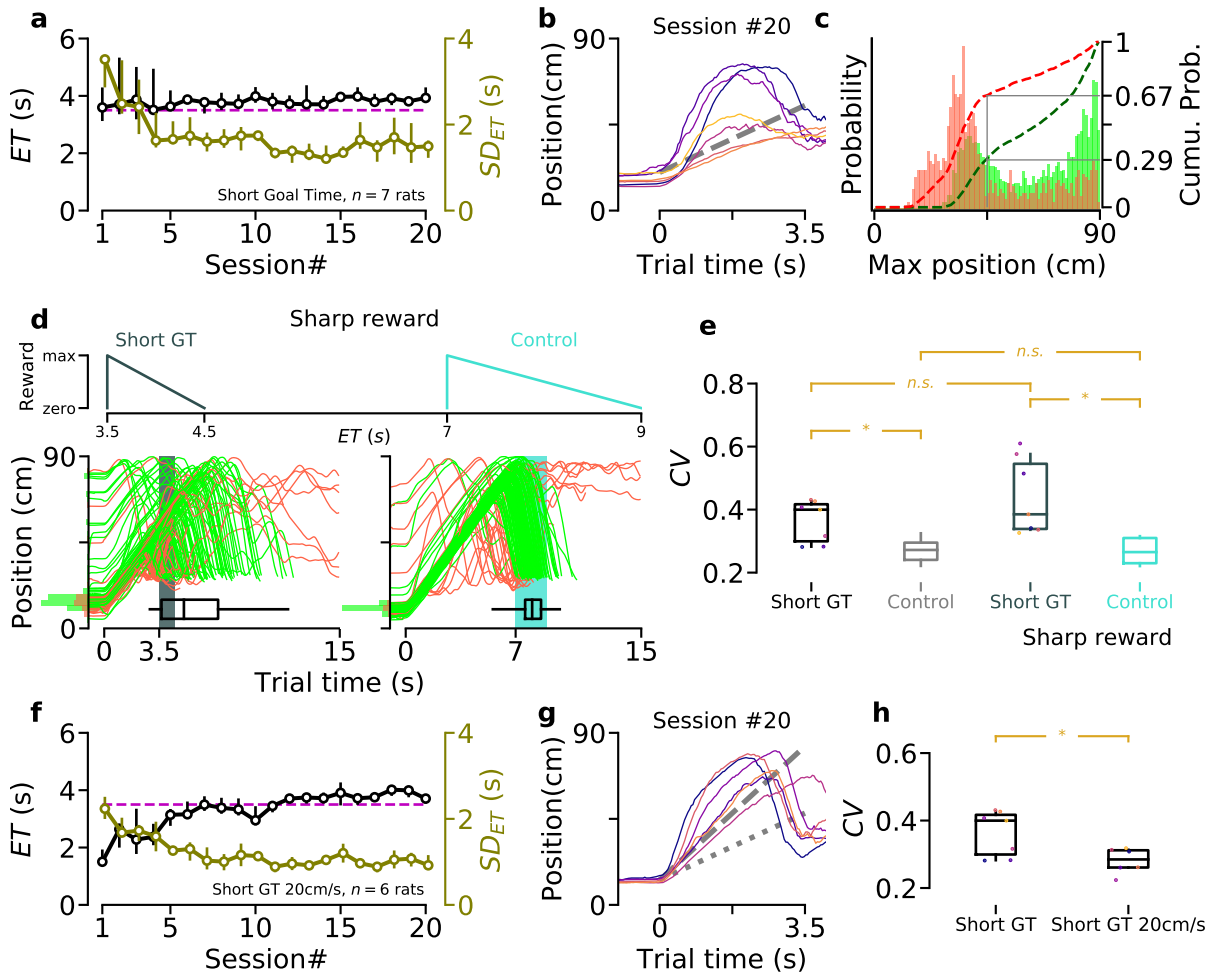 a
6
4
2
0
ET (s)
4
2
0
SD_ET (s)
Short Goal Time, n = 7 rats
1 5 10 15 20
Session#
b
Session #20
90
0
Position(cm)
0 3.5
Trial time (s)
c
Probability
1
0.67
0.29
0
Cumu. Prob.
0 90
Max position (cm)
d
Sharp reward
Short GT
Control
Reward
max
zero
3.5 4.5
ET (s)
7 9
90
0
Position (cm)
0 3.5 15
0 7 15
Trial time (s)
e
n.s.
n.s.
*
*
0.8
0.6
0.4
0.2
CV
Short GT Control Short GT Control
Sharp reward
f
6
4
2
0
ET (s)
4
2
0
SD_ET (s)
Short GT 20cm/s, n = 6 rats
1 5 10 15 20
Session#
g
Session #20
90
0
Position(cm)
0 3.5
Trial time (s)
h
*
0.6
0.4
0.2
CV
Short GT Short GT 20cm/s